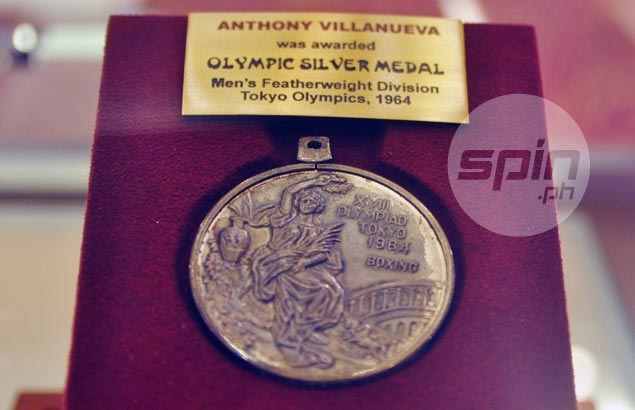 ANTHONY VILLANUEVA
was awarded
OLYMPIC SILVER MEDAL
Men's Featherweight Division
Tokyo Olympics, 1964
spin
.ph
XVIII
OLYMPIAD
TOKYO
1964
BOXING